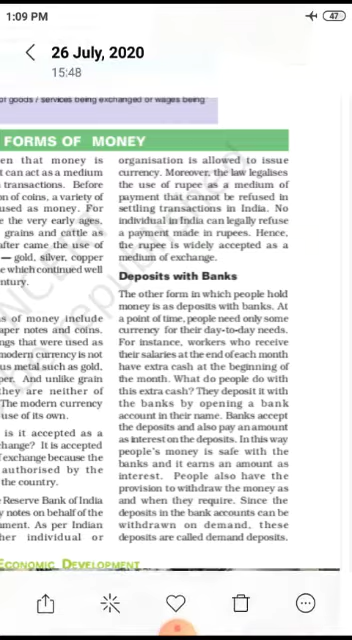 1:09 PM
47
26 July, 2020
15:48
of goods / services being exchanged or wages being
FORMS OF MONEY
en that money is
t can act as a medium
transactions. Before
on of coins, a variety of
used as money. For
e the very early ages,
grains and cattle as
after came the use of
— gold, silver, copper
e which continued well
ntury.
s of money include
aper notes and coins.
ngs that were used as
modern currency is not
us metal such as gold,
per. And unlike grain
they are neither of
The modern currency
use of its own.
is it accepted as a
hange? It is accepted
f exchange because the
authorised by the
the country.
e Reserve Bank of India
y notes on behalf of the
nment. As per Indian
her individual or
organisation is allowed to issue
currency. Moreover, the law legalises
the use of rupee as a medium of
payment that cannot be refused in
settling transactions in India. No
individual in India can legally refuse
a payment made in rupees. Hence,
the rupee is widely accepted as a
medium of exchange.
Deposits with Banks
The other form in which people hold
money is as deposits with banks. At
a point of time, people need only some
currency for their day-to-day needs.
For instance, workers who receive
their salaries at the end of each month
have extra cash at the beginning of
the month. What do people do with
this extra cash? They deposit it with
the banks by opening a bank
account in their name. Banks accept
the deposits and also pay an amount
as interest on the deposits. In this way
people's money is safe with the
banks and it earns an amount as
interest. People also have the
provision to withdraw the money as
and when they require. Since the
deposits in the bank accounts can be
withdrawn on demand, these
deposits are called demand deposits.
ECONOMIC DEVELOPMENT